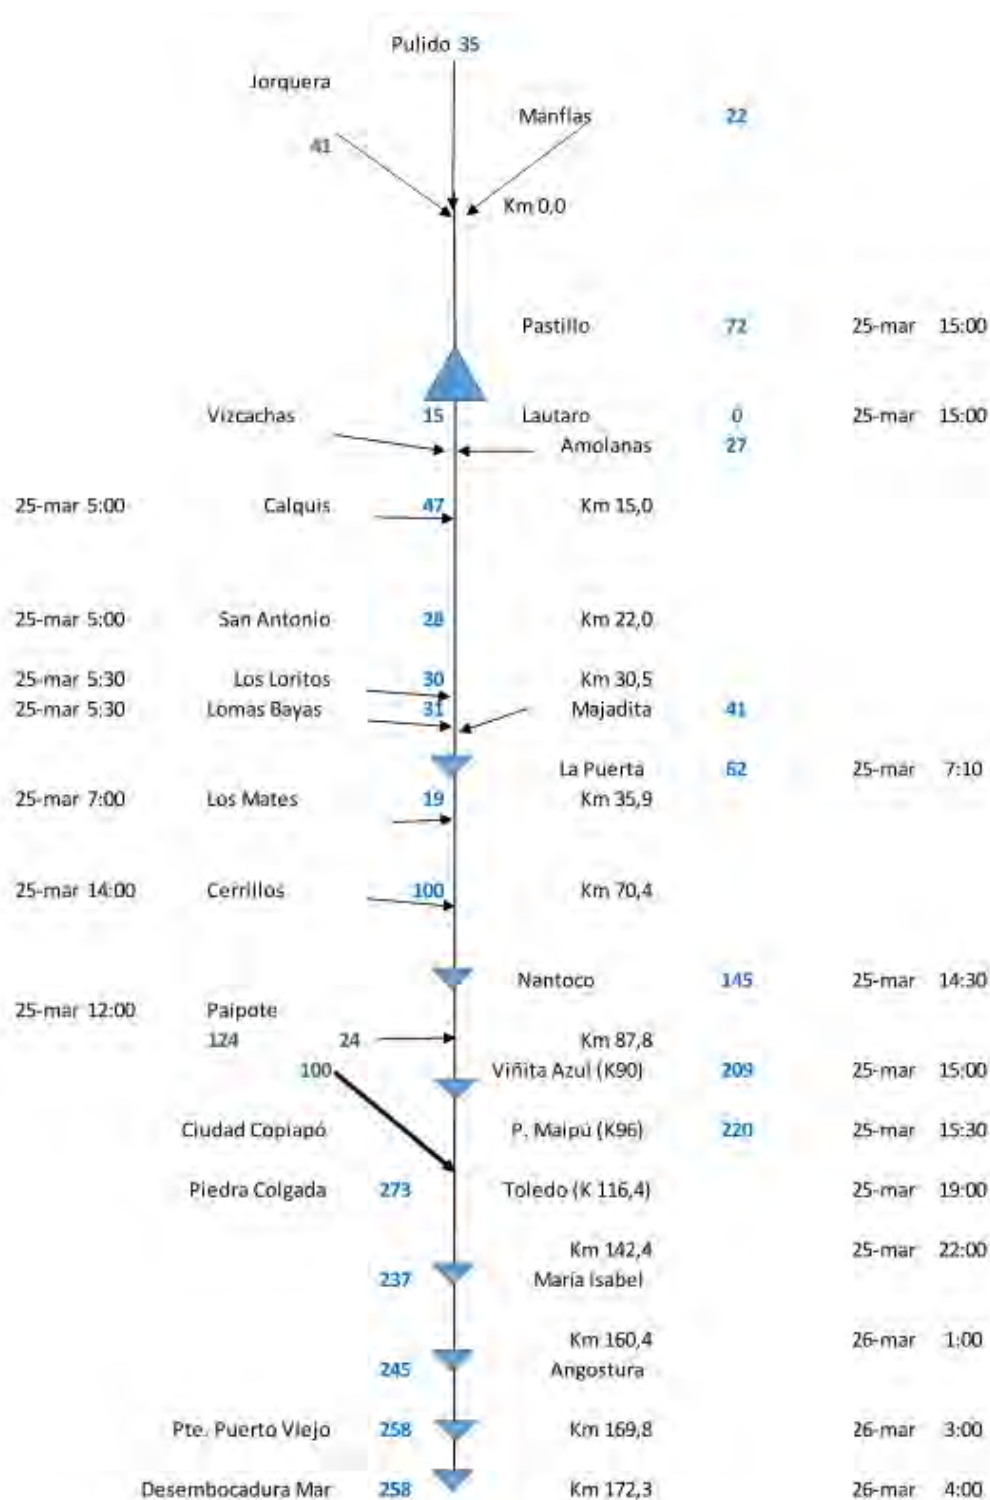 Pulido 35
Jorquera
Manflas 22
41
Km 0,0
Pastillo 72 25-mar 15:00
Vizcachas 15 Lautaro 0 25-mar 15:00
Amolanas 27
25-mar 5:00 Calquis 47 Km 15,0
25-mar 5:00 San Antonio 28 Km 22,0
25-mar 5:30 Los Loritos 30 Km 30,5
25-mar 5:30 Lomas Bayas 31 Majadita 41
La Puerta 62 25-mar 7:10
25-mar 7:00 Los Mates 19 Km 35,9
25-mar 14:00 Cerrillos 100 Km 70,4
Nantoco 145 25-mar 14:30
25-mar 12:00 Paipote
124 24 Km 87,8
100 Viñita Azul (K90) 209 25-mar 15:00
Ciudad Copiapó P. Maipú (K96) 220 25-mar 15:30
Piedra Colgada 273 Toledo (K 116,4) 25-mar 19:00
Km 142,4 25-mar 22:00
237 María Isabel
Km 160,4 26-mar 1:00
245 Angostura
Pte. Puerto Viejo 258 Km 169,8 26-mar 3:00
Desembocadura Mar 258 Km 172,3 26-mar 4:00